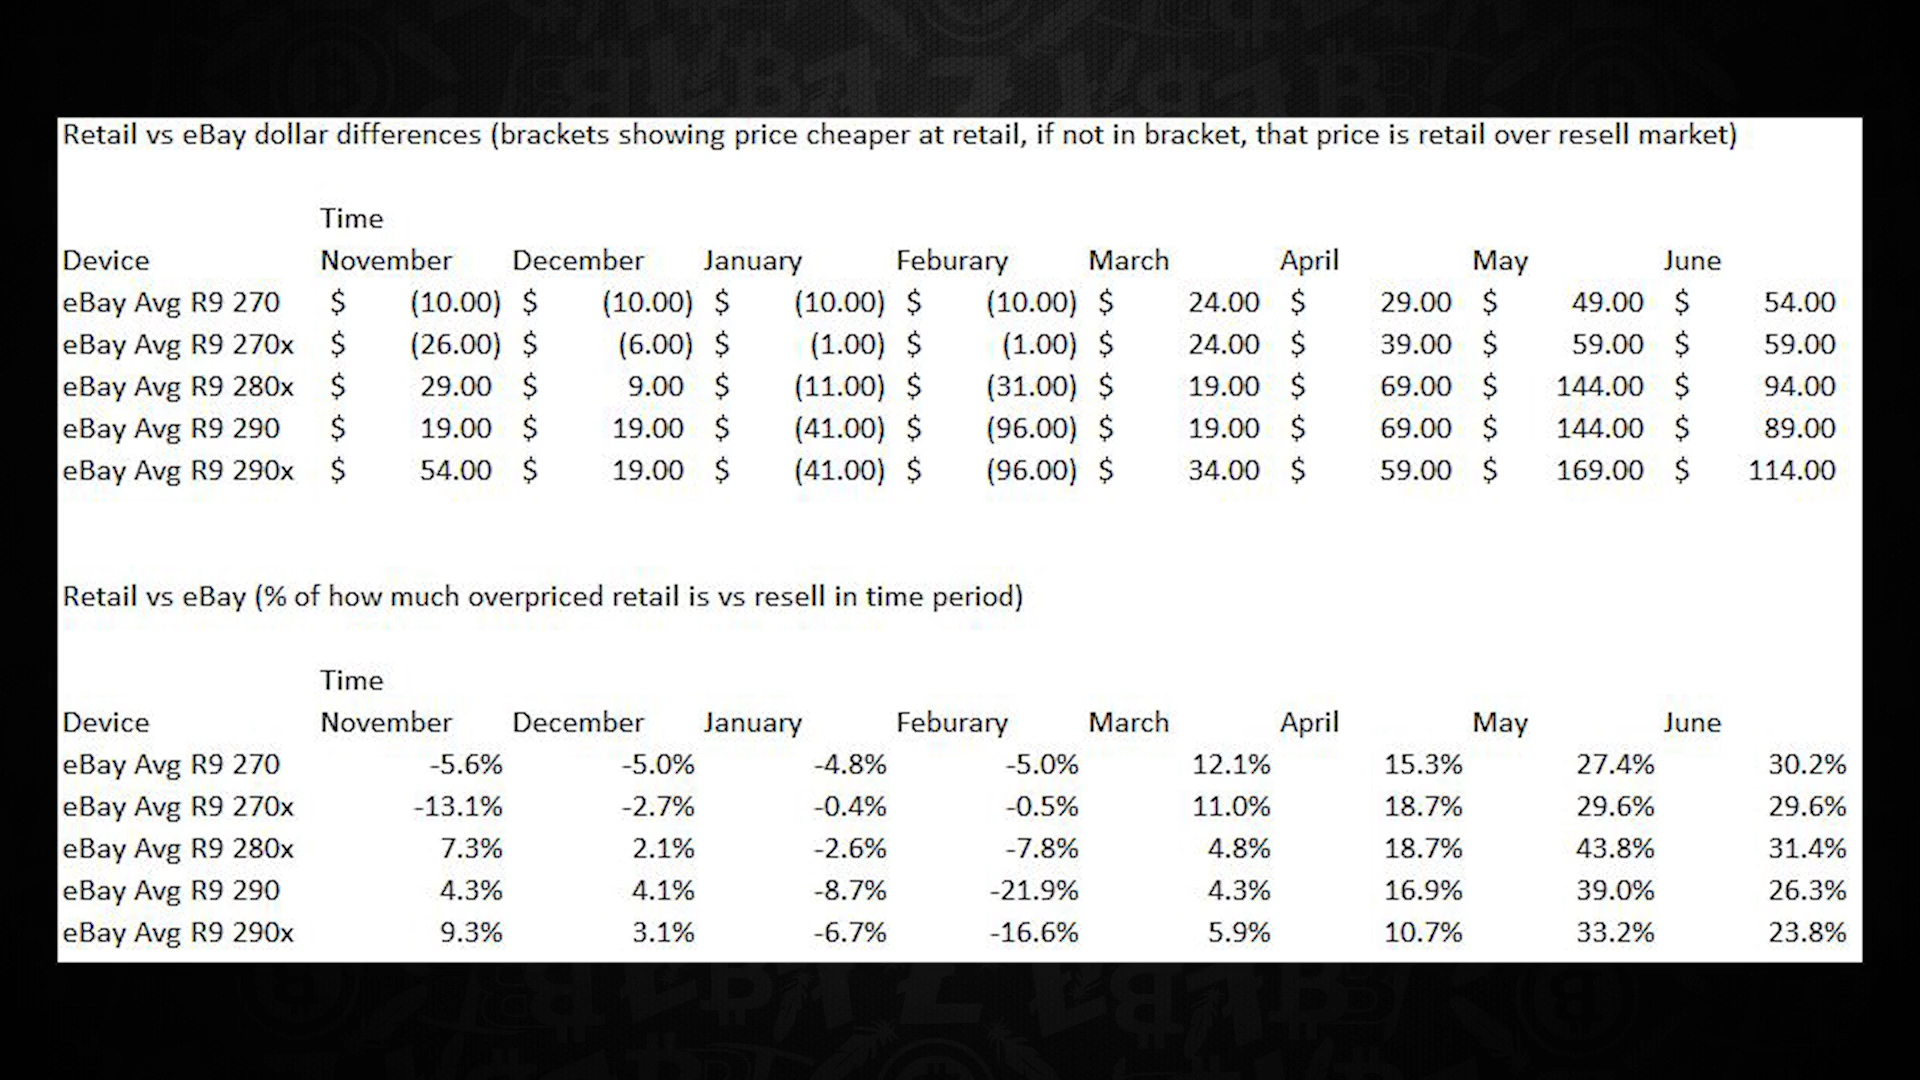 Retail vs eBay dollar differences (brackets showing price cheaper at retail, if not in bracket, that price is retail over resell market)
Time
Device November December January Feburary March April May June
eBay Avg R9 270 $ (10.00) $ (10.00) $ (10.00) $ (10.00) $ 24.00 $ 29.00 $ 49.00 $ 54.00
eBay Avg R9 270x $ (26.00) $ (6.00) $ (1.00) $ (1.00) $ 24.00 $ 39.00 $ 59.00 $ 59.00
eBay Avg R9 280x $ 29.00 $ 9.00 $ (11.00) $ (31.00) $ 19.00 $ 69.00 $ 144.00 $ 94.00
eBay Avg R9 290 $ 19.00 $ 19.00 $ (41.00) $ (96.00) $ 19.00 $ 69.00 $ 144.00 $ 89.00
eBay Avg R9 290x $ 54.00 $ 19.00 $ (41.00) $ (96.00) $ 34.00 $ 59.00 $ 169.00 $ 114.00
Retail vs eBay (% of how much overpriced retail is vs resell in time period)
Time
Device November December January Feburary March April May June
eBay Avg R9 270 -5.6% -5.0% -4.8% -5.0% 12.1% 15.3% 27.4% 30.2%
eBay Avg R9 270x -13.1% -2.7% -0.4% -0.5% 11.0% 18.7% 29.6% 29.6%
eBay Avg R9 280x 7.3% 2.1% -2.6% -7.8% 4.8% 18.7% 43.8% 31.4%
eBay Avg R9 290 4.3% 4.1% -8.7% -21.9% 4.3% 16.9% 39.0% 26.3%
eBay Avg R9 290x 9.3% 3.1% -6.7% -16.6% 5.9% 10.7% 33.2% 23.8%